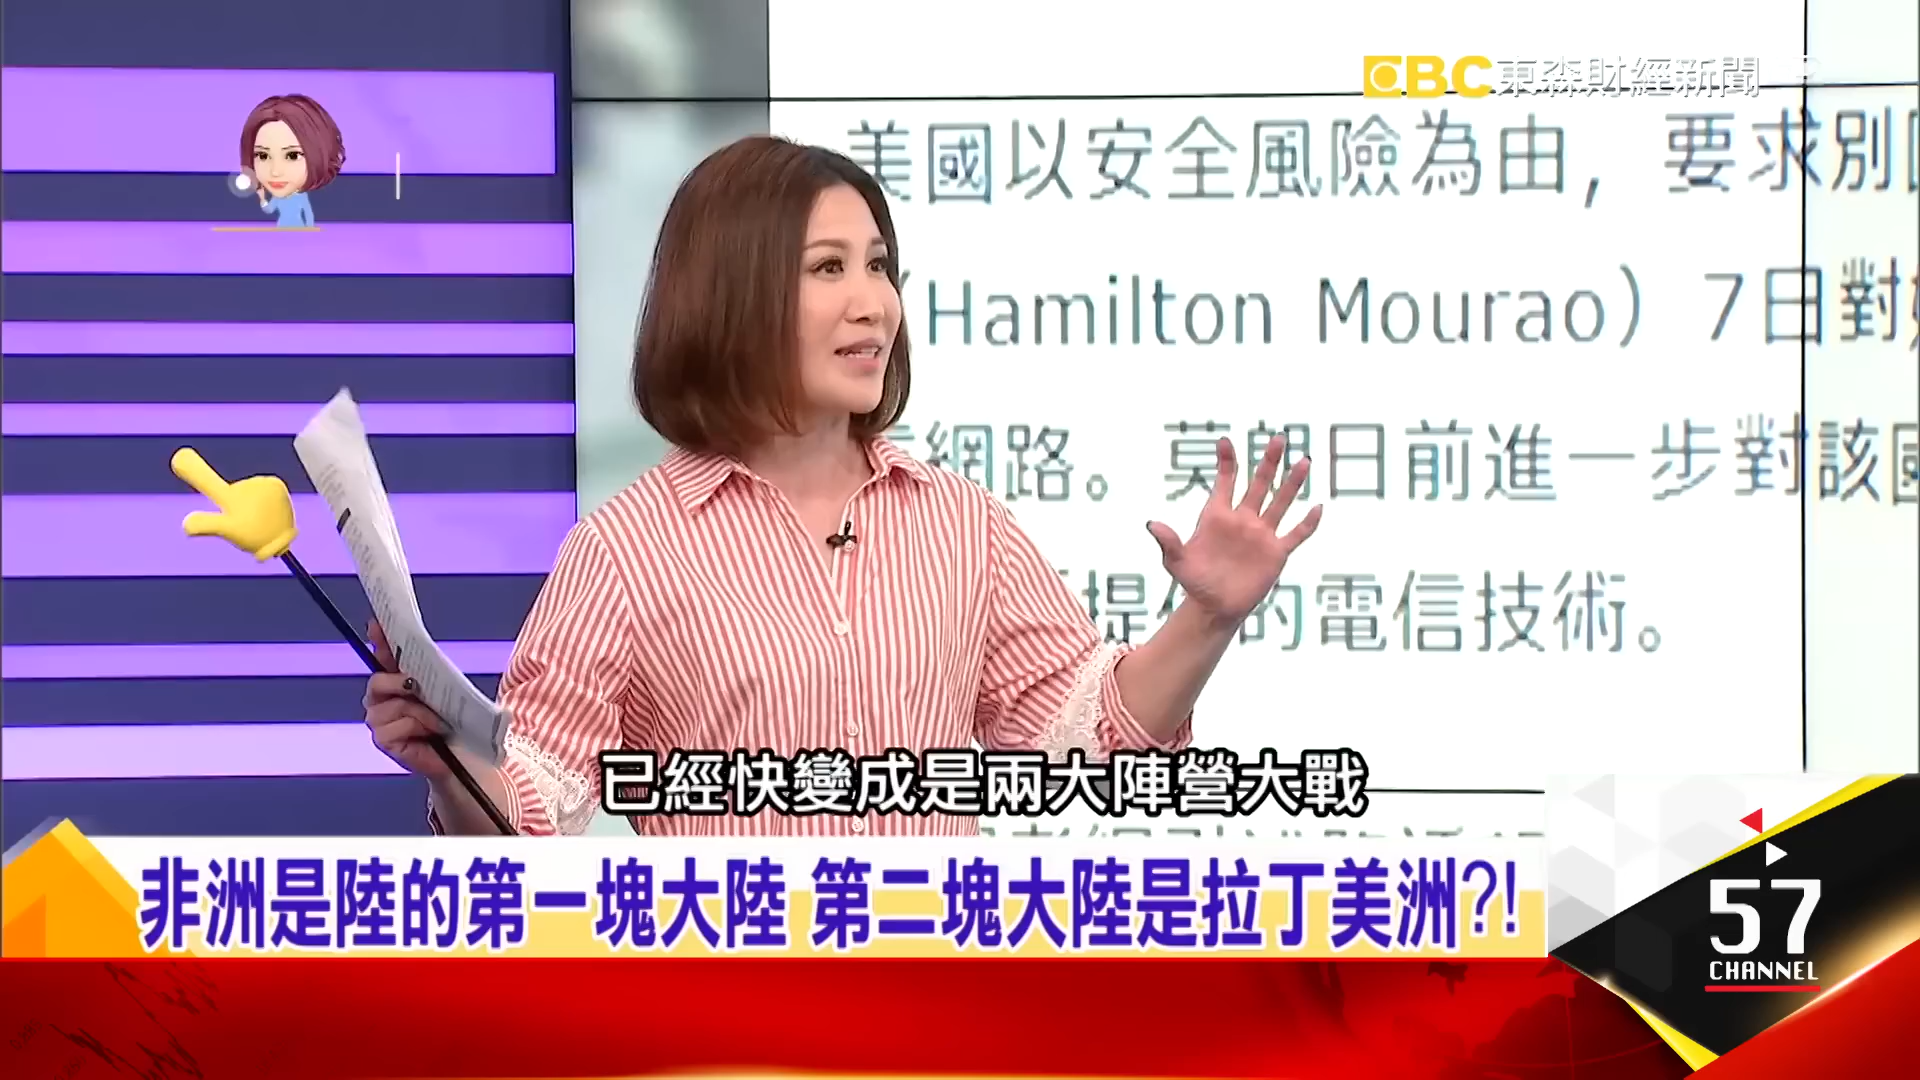 EBC東森財經新聞
美國以安全風險為由，要求別
（Hamilton Mourao）7日對
網路。莫朗日前進一步對該國
提供的電信技術。
已經快變成是兩大陣營大戰
非洲是陸的第一塊大陸 第二塊大陸是拉丁美洲?!
57
CHANNEL